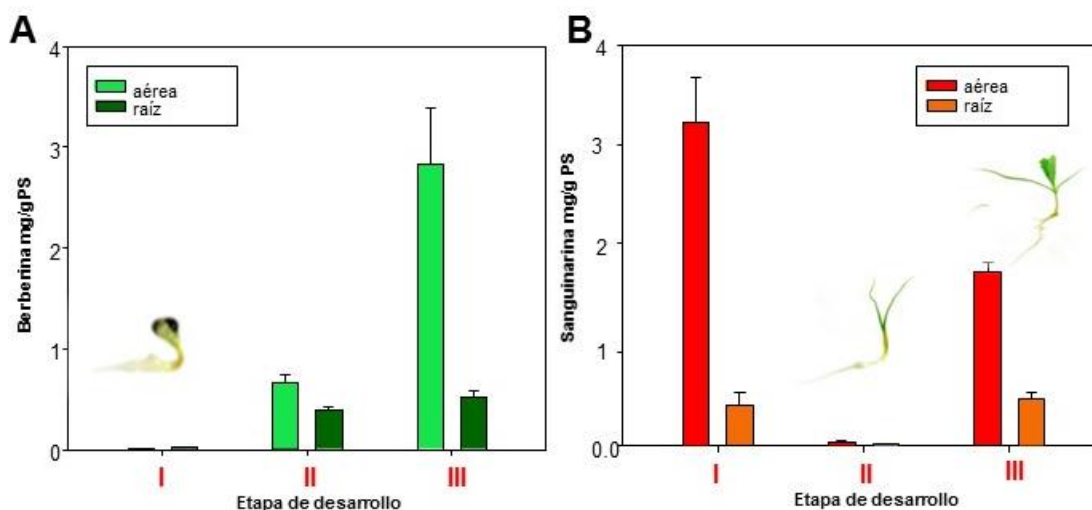 A
4
3
2
1
0
Berberina mg/gPS
aérea
raíz
I
II
III
Etapa de desarrollo
B
4
3
2
1
0.0
Sanguinarina mg/g PS
aérea
raíz
I
II
III
Etapa de desarrollo